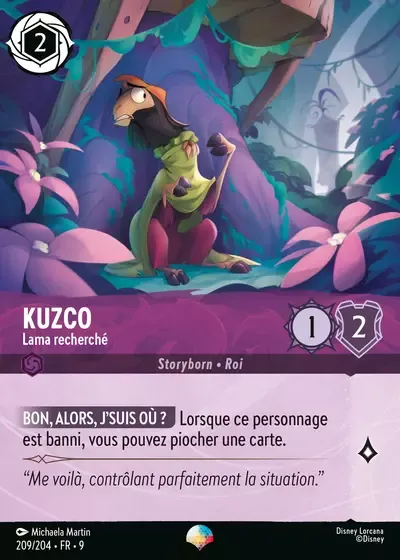 2
KUZCO
Lama recherché
1
2
Storyborn • Roi
BON, ALORS, J'SUIS OÙ ? Lorsque ce personnage
est banni, vous pouvez piocher une carte.
“Me voilà, contrôlant parfaitement la situation.”
Michaela Martin
209/204 • FR • 9
Disney Lorcana
©Disney